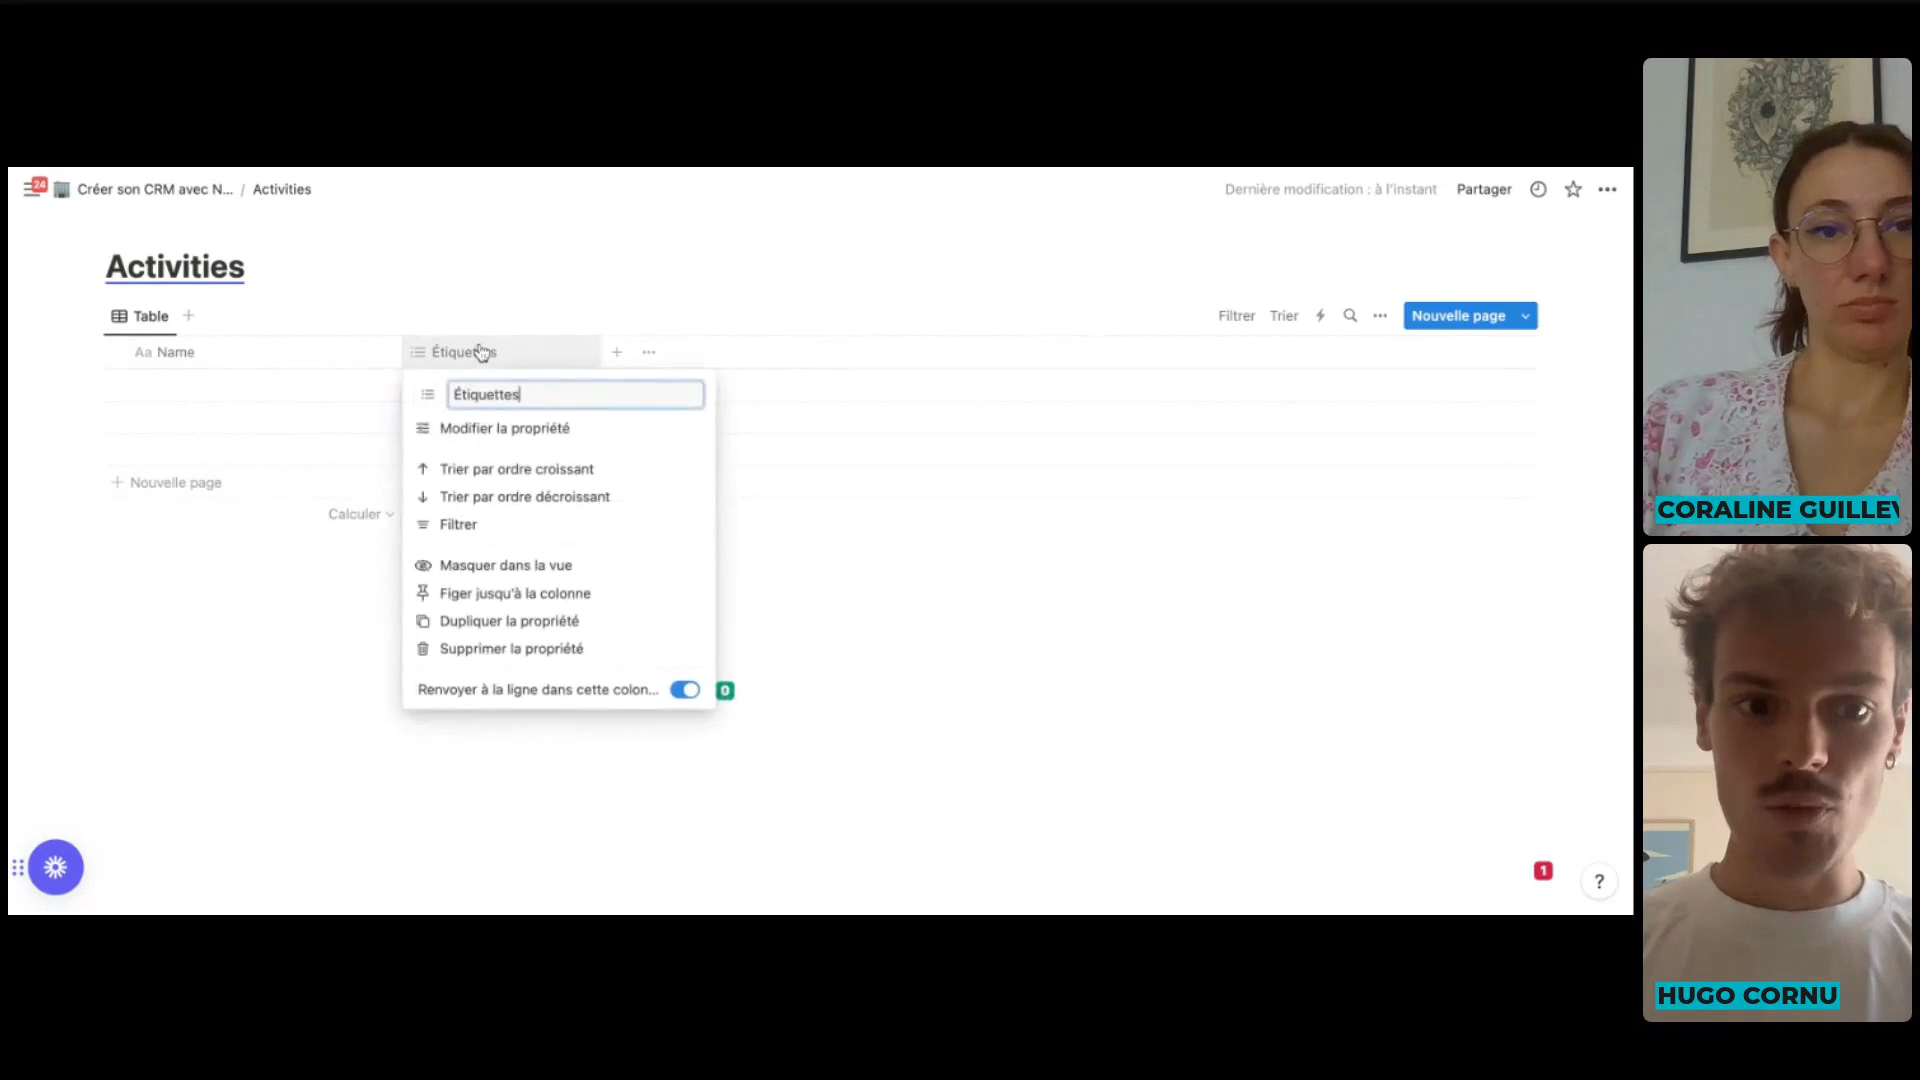 24
Créer son CRM avec N... / Activities
Dernière modification : à l'instant
Partager
Activities
Table
Filtrer
Trier
Nouvelle page
Aa Name
Étiquettes
Étiquettes
Modifier la propriété
Trier par ordre croissant
Trier par ordre décroissant
Filtrer
Masquer dans la vue
Figer jusqu'à la colonne
Dupliquer la propriété
Supprimer la propriété
Renvoyer à la ligne dans cette colon...
0
+ Nouvelle page
Calculer
1
?
CORALINE GUILLEV
HUGO CORNU